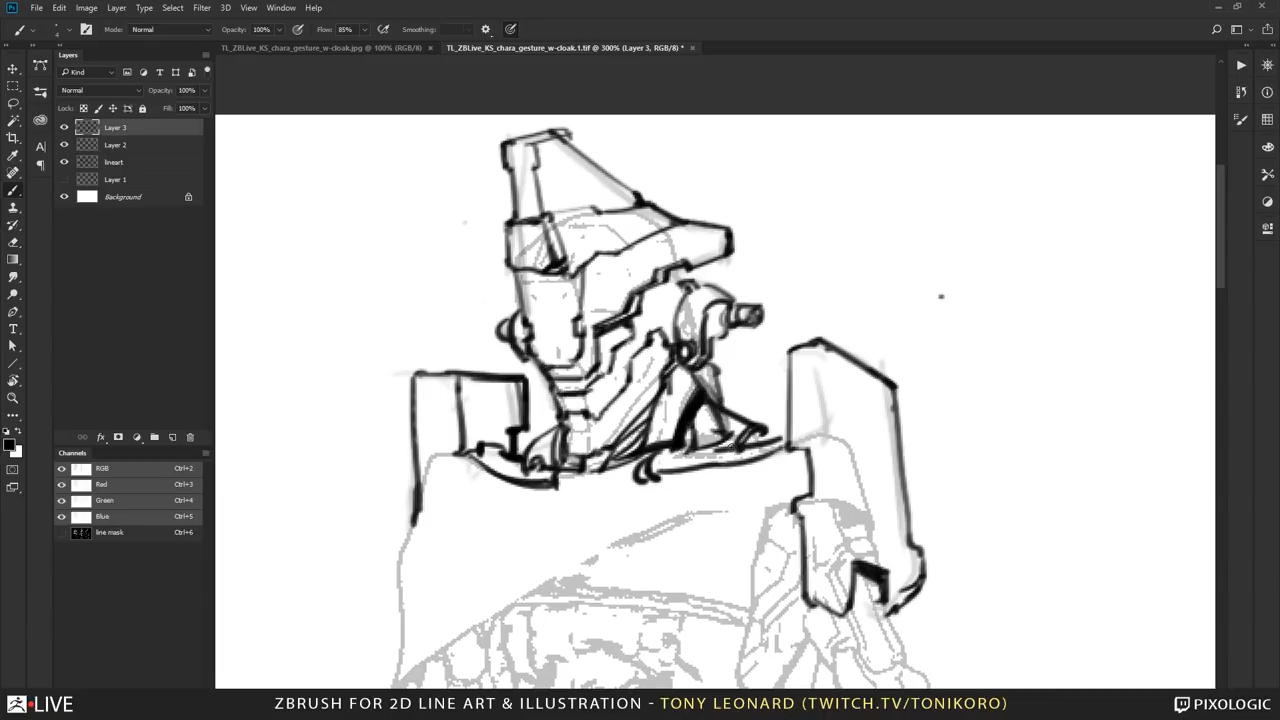 Ps File Edit Image Layer Type Select Filter 3D View Window Help
4 Mode: Normal Opacity: 100% Flow: 85% Smoothing:
TL_ZBLive_KS_chara_gesture_w-cloak.jpg @ 100% (RGB/8) TL_ZBLive_KS_chara_gesture_w-cloak.1.tif @ 300% (Layer 3, RGB/8) *
Layers
Kind
Normal Opacity: 100%
Lock: Fill: 100%
Layer 3
Layer 2
lineart
Layer 1
Background
fx
Channels
RGB Ctrl+2
Red Ctrl+3
Green Ctrl+4
Blue Ctrl+5
line mask Ctrl+6
LIVE ZBRUSH FOR 2D LINE ART & ILLUSTRATION - TONY LEONARD (TWITCH.TV/TONIKORO) PIXOLOGIC